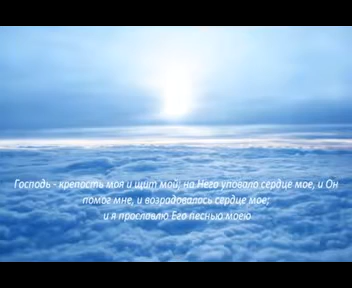 Господь - крепость моя и щит мой; на Него уповало сердце мое, и Он
помог мне, и возрадовалось сердце мое;
и я прославлю Его песнью моею